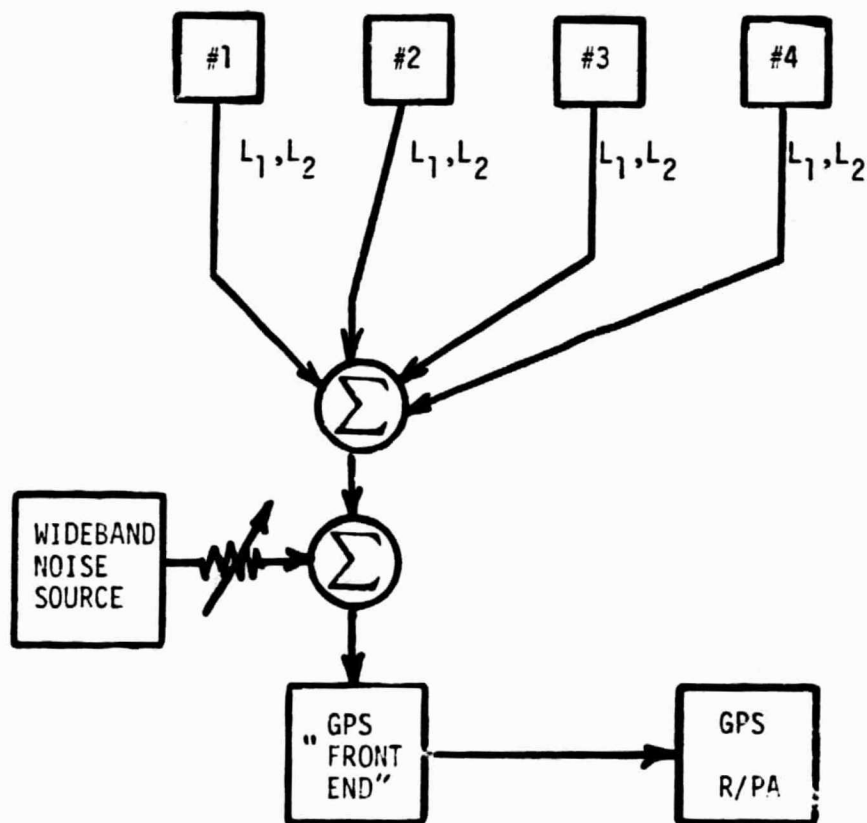 #1
#2
#3
#4
L₁,L₂
L₁,L₂
L₁,L₂
L₁,L₂
Σ
WIDEBAND
NOISE
SOURCE
Σ
"GPS
FRONT
END"
GPS
R/PA